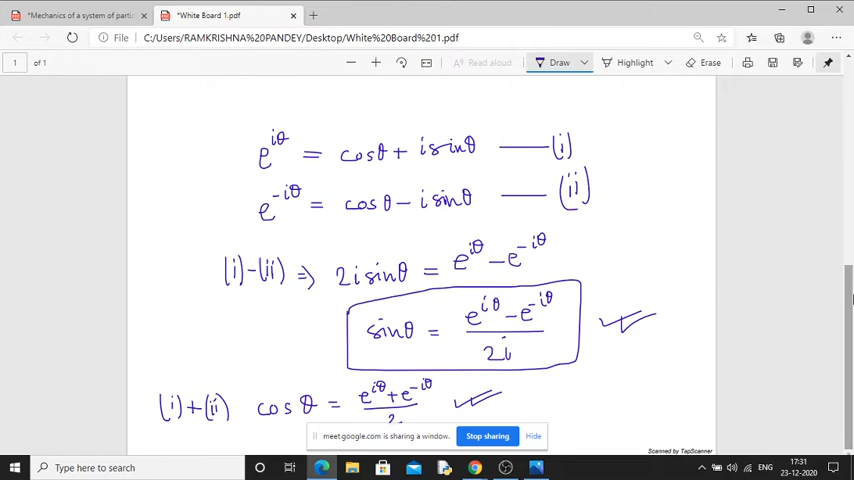 *Mechanics of a system of partic
*White Board 1.pdf
File C:/Users/RAMKRISHNA%20PANDEY/Desktop/White%20Board%201.pdf
1 of 1 Read aloud Draw Highlight Erase
e^{iθ} = cosθ + i sinθ —— (i)
e^{-iθ} = cosθ - i sinθ —— (ii)
(i)-(ii) ⇒ 2i sinθ = e^{iθ} - e^{-iθ}
sinθ = (e^{iθ} - e^{-iθ}) / 2i
(i)+(ii) cosθ = (e^{iθ} + e^{-iθ}) / 2
meet.google.com is sharing a window. Stop sharing Hide
Scanned by TapScanner
Type here to search
ENG
17:31
23-12-2020